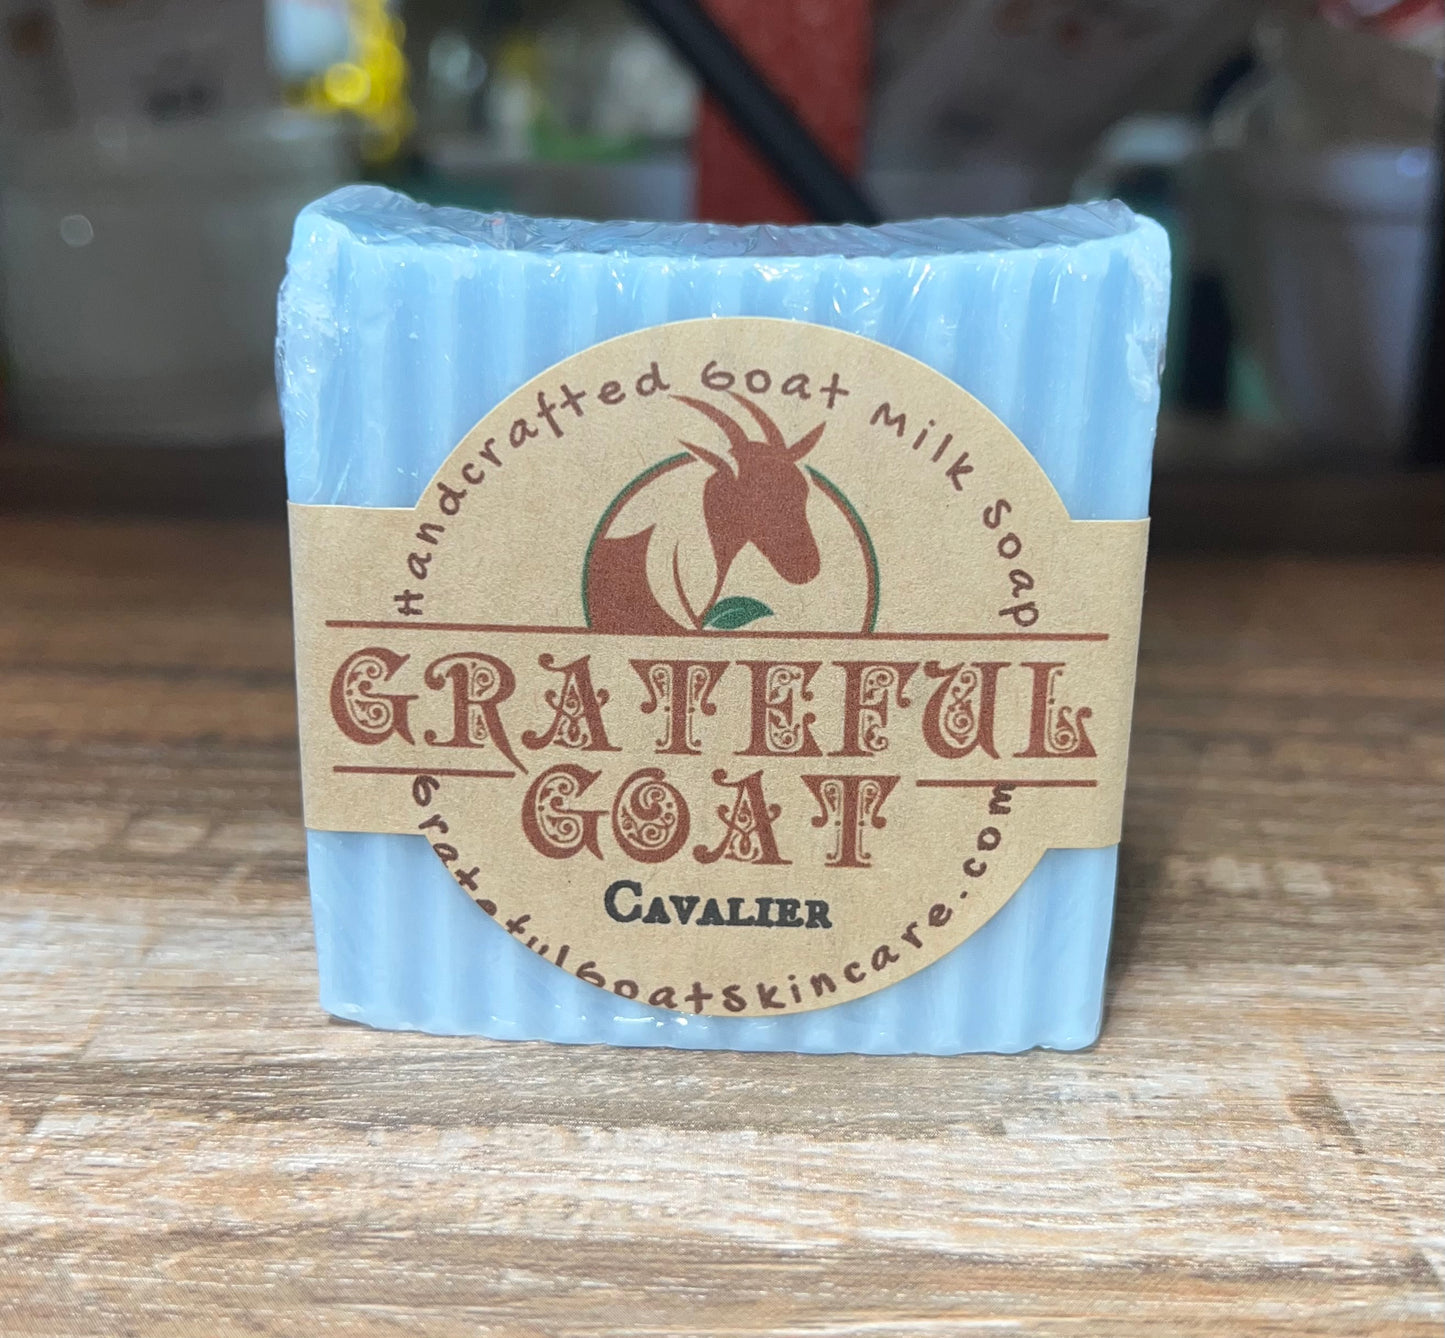 Handcrafted Goat Milk Soap
GRATEFUL
GOAT
CAVALIER
GratefulGoatSkincare.com